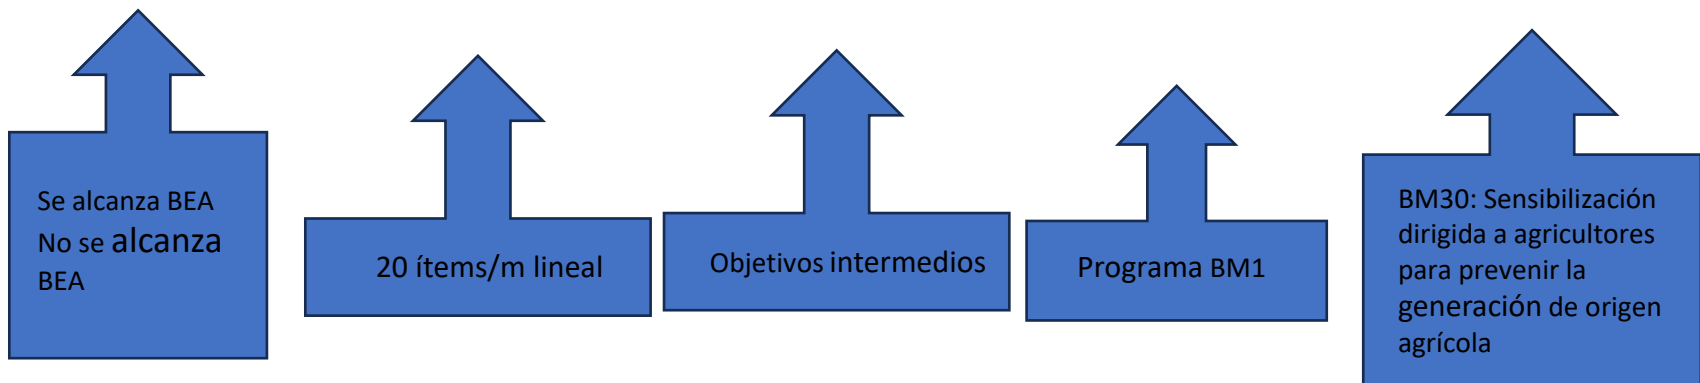 Se alcanza BEA
No se alcanza
BEA
20 ítems/m lineal
Objetivos intermedios
Programa BM1
BM30: Sensibilización
dirigida a agricultores
para prevenir la
generación de origen
agrícola